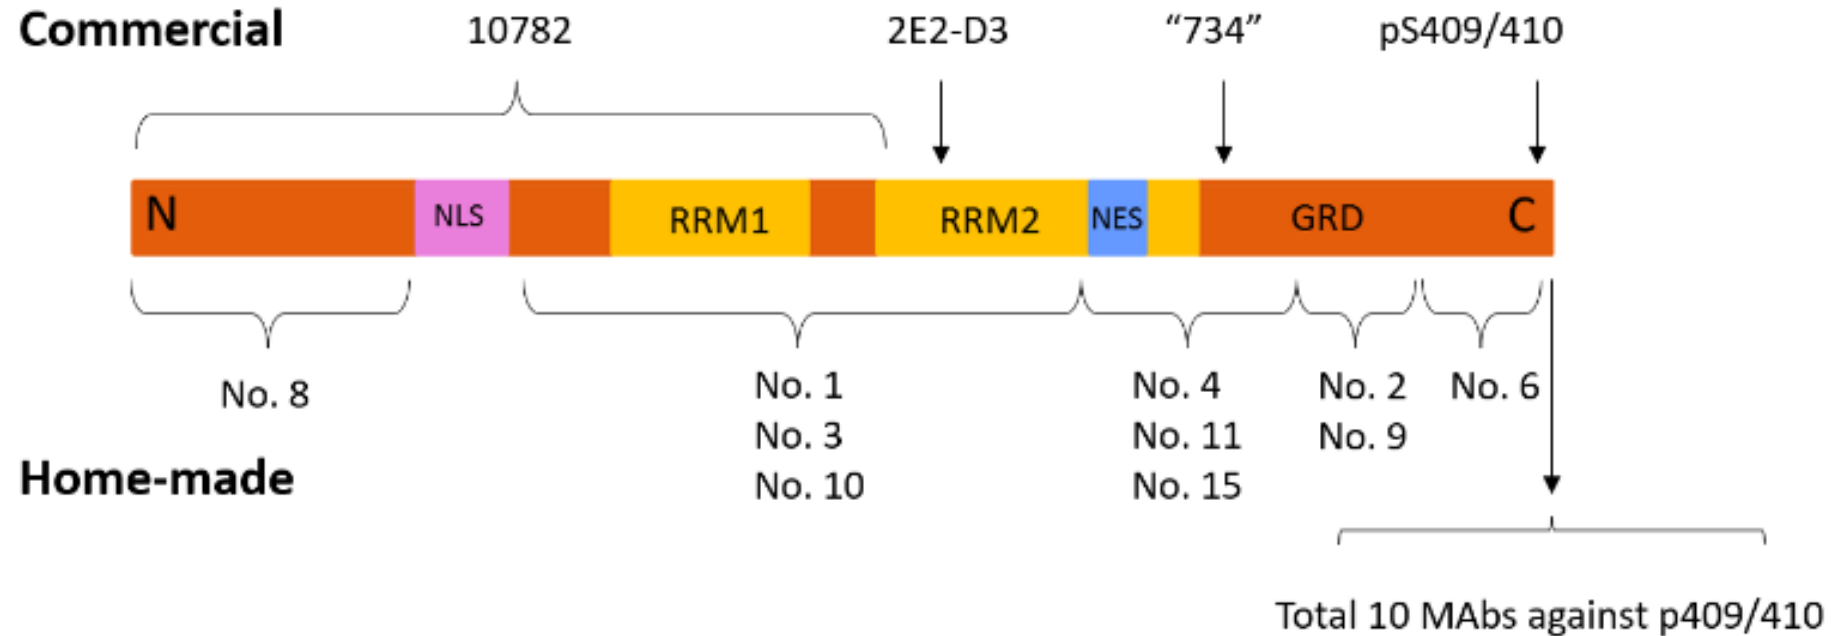 Commercial 10782 2E2-D3 “734” pS409/410
N NLS RRM1 RRM2 NES GRD C
No. 8 No. 1 No. 4 No. 2 No. 6
No. 3 No. 11 No. 9
Home-made No. 10 No. 15
Total 10 MAbs against p409/410